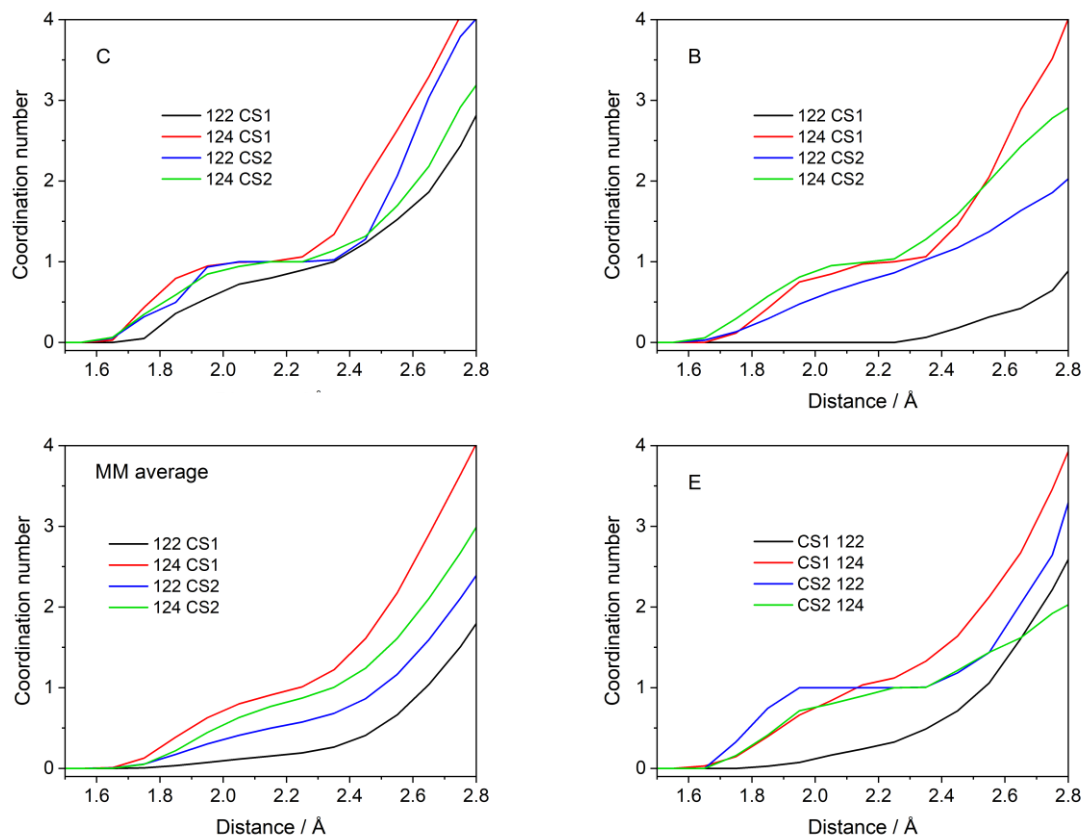 C
122 CS1
124 CS1
122 CS2
124 CS2
Coordination number
0
1
2
3
4
1.6 1.8 2.0 2.2 2.4 2.6 2.8
B
122 CS1
124 CS1
122 CS2
124 CS2
Coordination number
0
1
2
3
4
1.6 1.8 2.0 2.2 2.4 2.6 2.8
Distance / Å
MM average
122 CS1
124 CS1
122 CS2
124 CS2
Coordination number
0
1
2
3
4
1.6 1.8 2.0 2.2 2.4 2.6 2.8
Distance / Å
E
CS1 122
CS1 124
CS2 122
CS2 124
Coordination number
0
1
2
3
4
1.6 1.8 2.0 2.2 2.4 2.6 2.8
Distance / Å